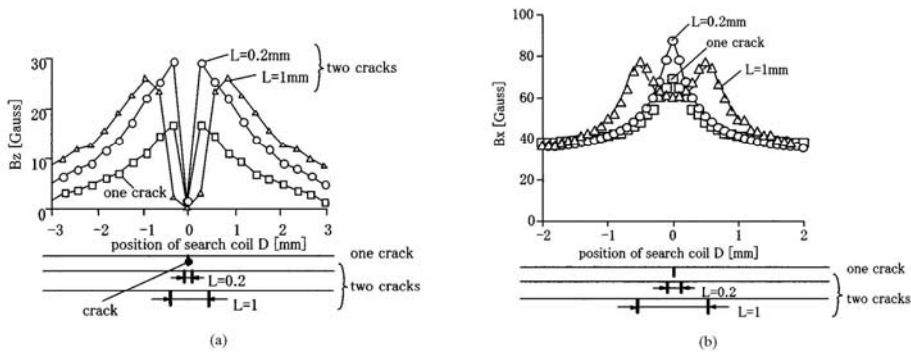 L=0.2mm
L=1mm
two cracks
30
20
10
0
Bz [Gauss]
one crack
-3 -2 -1 0 1 2 3
position of search coil D [mm]
one crack
L=0.2
two cracks
crack
L=1
(a)
100
80
60
40
20
0
Bx [Gauss]
L=0.2mm
one crack
L=1mm
-2 -1 0 1 2
position of search coil D [mm]
one crack
L=0.2
two cracks
L=1
(b)